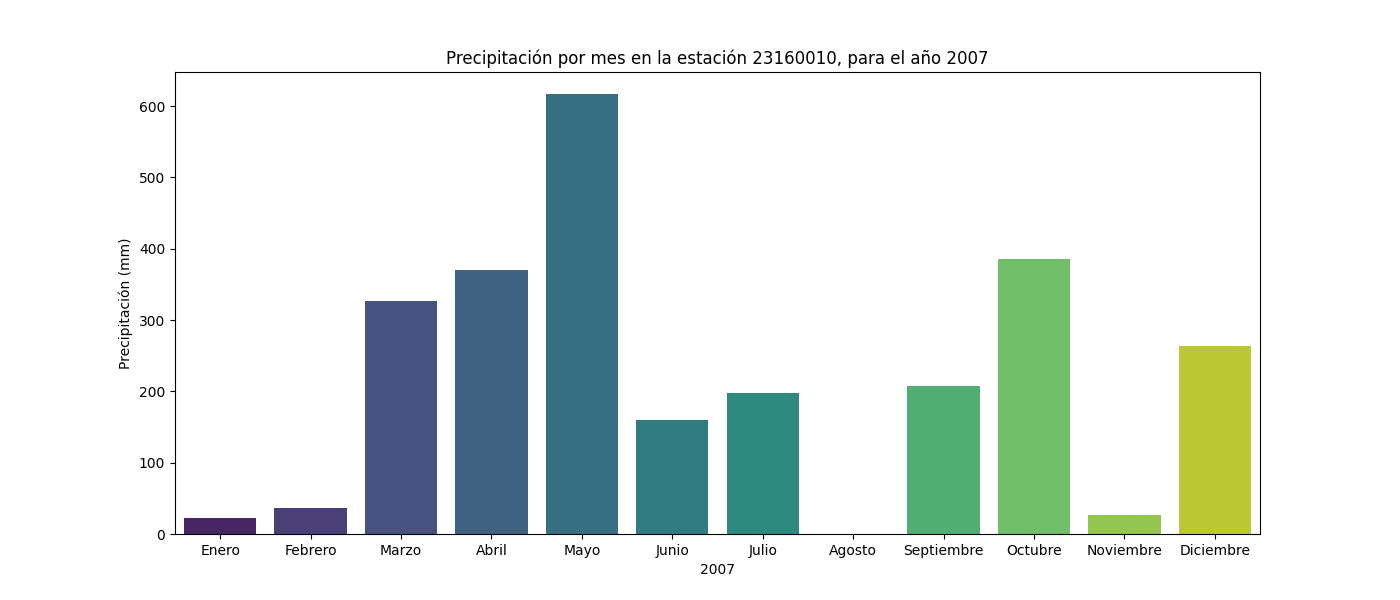 Precipitación por mes en la estación 23160010, para el año 2007
Precipitación (mm)
600
500
400
300
200
100
0
Enero Febrero Marzo Abril Mayo Junio Julio Agosto Septiembre Octubre Noviembre Diciembre
2007